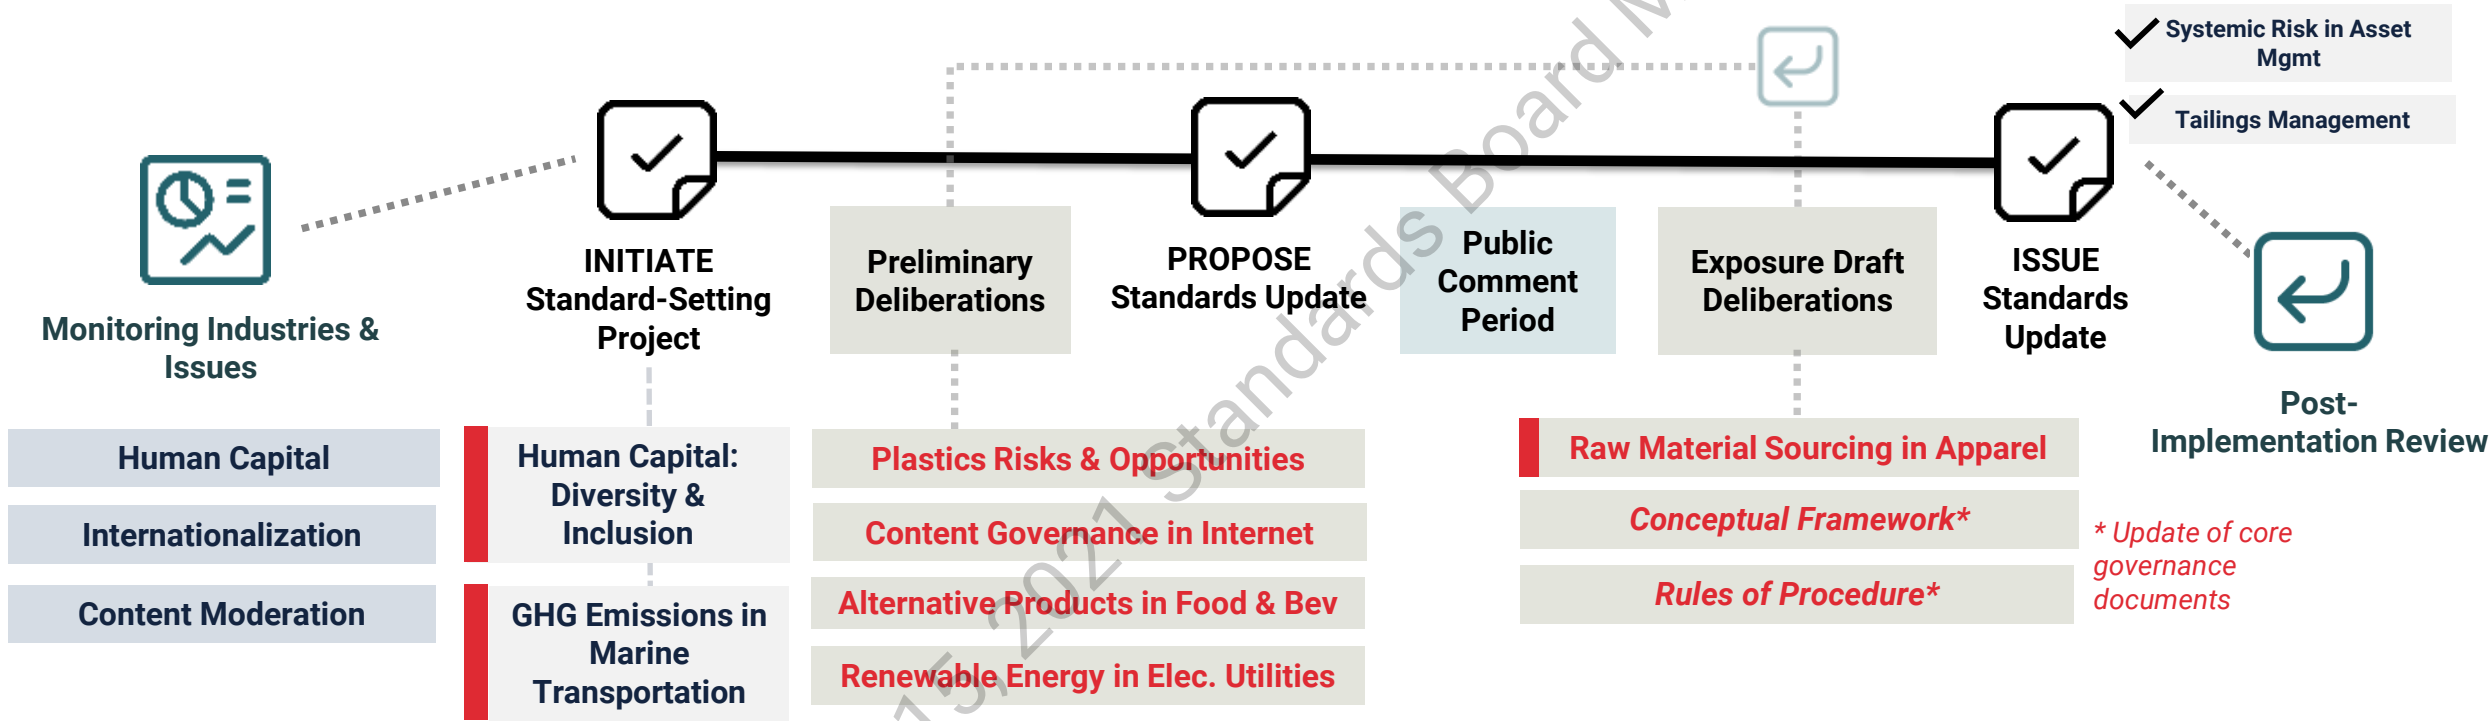 Systemic Risk in Asset
Mgmt
Tailings Management
Monitoring Industries &
Issues
INITIATE
Standard-Setting
Project
Preliminary
Deliberations
PROPOSE
Standards Update
Public
Comment
Period
Exposure Draft
Deliberations
ISSUE
Standards
Update
Post-
Implementation Review
Human Capital
Internationalization
Content Moderation
Human Capital:
Diversity &
Inclusion
GHG Emissions in
Marine
Transportation
Plastics Risks & Opportunities
Content Governance in Internet
Alternative Products in Food & Bev
Renewable Energy in Elec. Utilities
Raw Material Sourcing in Apparel
Conceptual Framework*
Rules of Procedure*
* Update of core
governance
documents
15, 2021 Standards Board